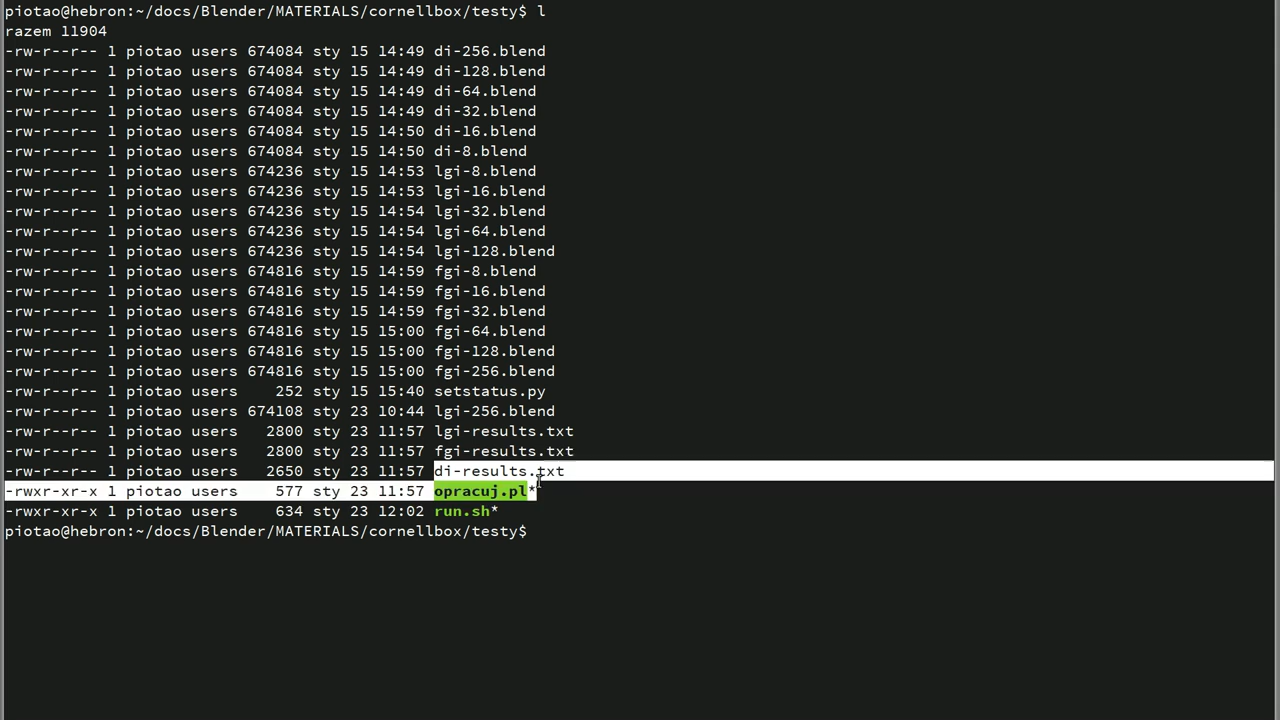 piotao@hebron:~/docs/Blender/MATERIALS/cornellbox/testy$ l
razem 11904
-rw-r--r-- 1 piotao users 674084 sty 15 14:49 di-256.blend
-rw-r--r-- 1 piotao users 674084 sty 15 14:49 di-128.blend
-rw-r--r-- 1 piotao users 674084 sty 15 14:49 di-64.blend
-rw-r--r-- 1 piotao users 674084 sty 15 14:49 di-32.blend
-rw-r--r-- 1 piotao users 674084 sty 15 14:50 di-16.blend
-rw-r--r-- 1 piotao users 674084 sty 15 14:50 di-8.blend
-rw-r--r-- 1 piotao users 674236 sty 15 14:53 lgi-8.blend
-rw-r--r-- 1 piotao users 674236 sty 15 14:53 lgi-16.blend
-rw-r--r-- 1 piotao users 674236 sty 15 14:54 lgi-32.blend
-rw-r--r-- 1 piotao users 674236 sty 15 14:54 lgi-64.blend
-rw-r--r-- 1 piotao users 674236 sty 15 14:54 lgi-128.blend
-rw-r--r-- 1 piotao users 674816 sty 15 14:59 fgi-8.blend
-rw-r--r-- 1 piotao users 674816 sty 15 14:59 fgi-16.blend
-rw-r--r-- 1 piotao users 674816 sty 15 14:59 fgi-32.blend
-rw-r--r-- 1 piotao users 674816 sty 15 15:00 fgi-64.blend
-rw-r--r-- 1 piotao users 674816 sty 15 15:00 fgi-128.blend
-rw-r--r-- 1 piotao users 674816 sty 15 15:00 fgi-256.blend
-rw-r--r-- 1 piotao users    252 sty 15 15:40 setstatus.py
-rw-r--r-- 1 piotao users 674108 sty 23 10:44 lgi-256.blend
-rw-r--r-- 1 piotao users   2800 sty 23 11:57 lgi-results.txt
-rw-r--r-- 1 piotao users   2800 sty 23 11:57 fgi-results.txt
-rw-r--r-- 1 piotao users   2650 sty 23 11:57 di-results.txt
-rwxr-xr-x 1 piotao users    577 sty 23 11:57 opracuj.pl*
-rwxr-xr-x 1 piotao users    634 sty 23 12:02 run.sh*
piotao@hebron:~/docs/Blender/MATERIALS/cornellbox/testy$